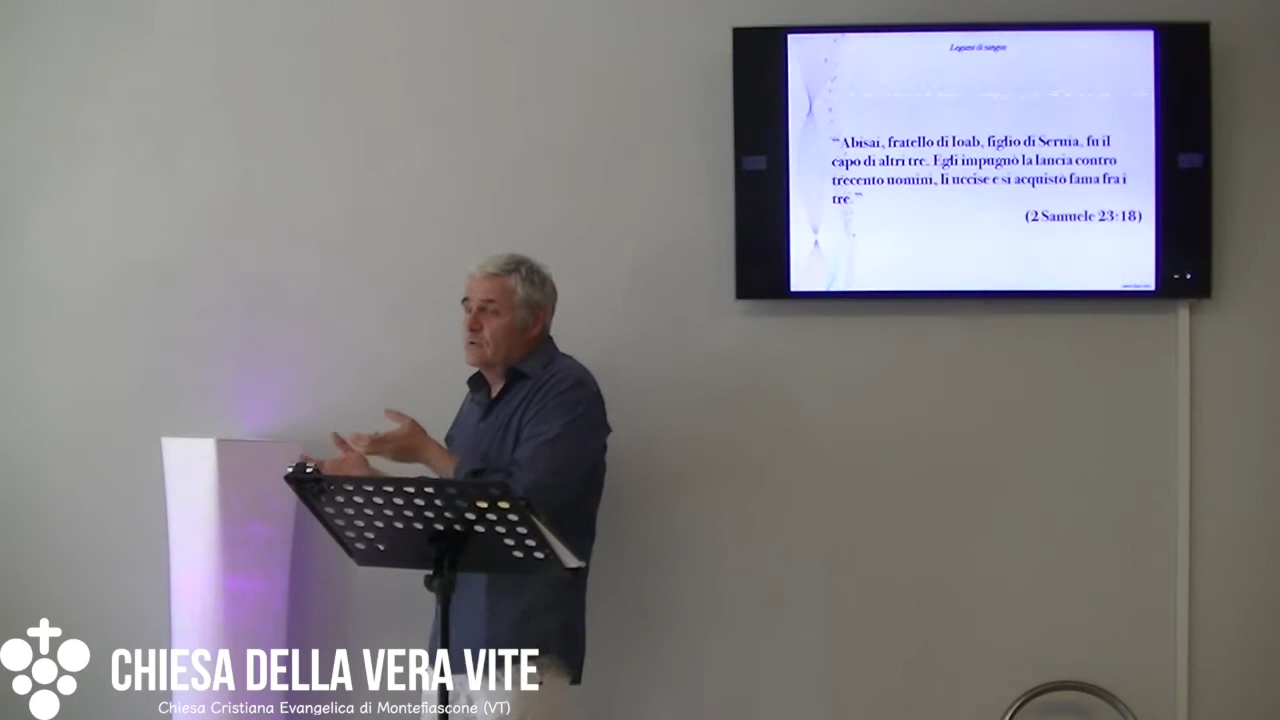 Legami di sangue
"Abisai, fratello di Ioab, figlio di Seruia, fu il
capo di altri tre. Egli impugnò la lancia contro
trecento uomini, li uccise e si acquistò fama fra i
tre."
(2 Samuele 23:18)
CHIESA DELLA VERA VITE
Chiesa Cristiana Evangelica di Montefiascone (VT)